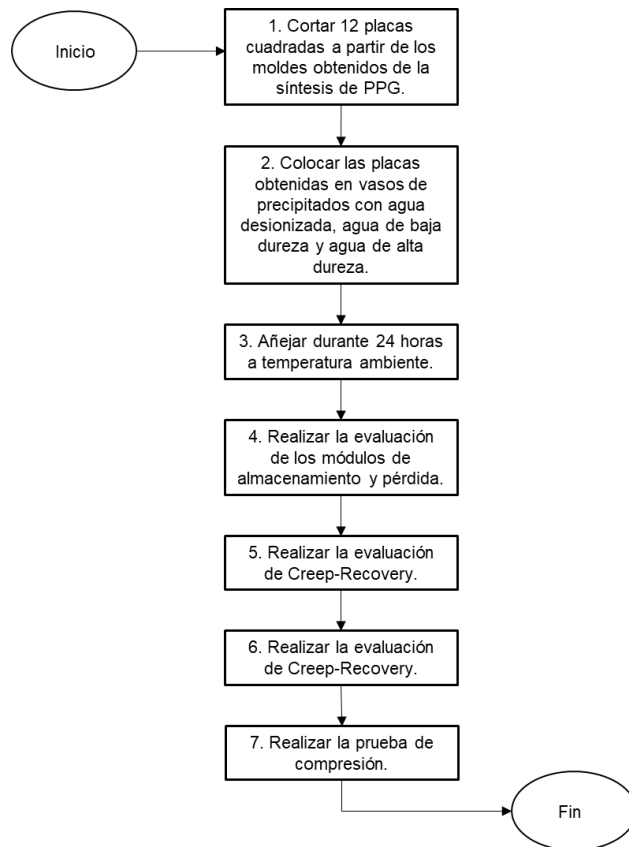 Inicio
1. Cortar 12 placas
cuadradas a partir de los
moldes obtenidos de la
síntesis de PPG.
2. Colocar las placas
obtenidas en vasos de
precipitados con agua
desionizada, agua de baja
dureza y agua de alta
dureza.
3. Añejar durante 24 horas
a temperatura ambiente.
4. Realizar la evaluación
de los módulos de
almacenamiento y pérdida.
5. Realizar la evaluación
de Creep-Recovery.
6. Realizar la evaluación
de Creep-Recovery.
7. Realizar la prueba de
compresión.
Fin